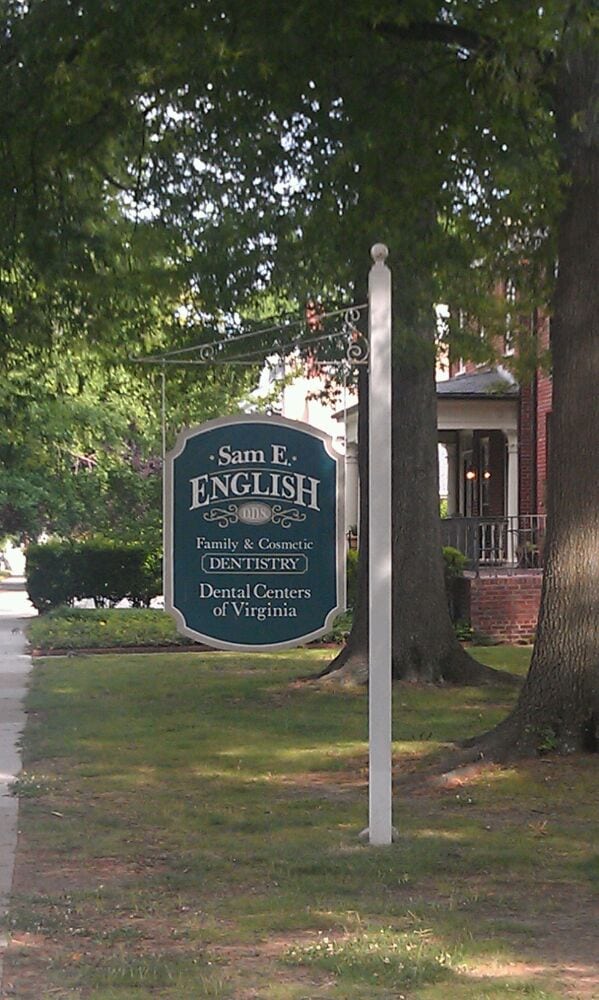 Sam E.
ENGLISH
DDS
Family & Cosmetic
DENTISTRY
Dental Centers
of Virginia